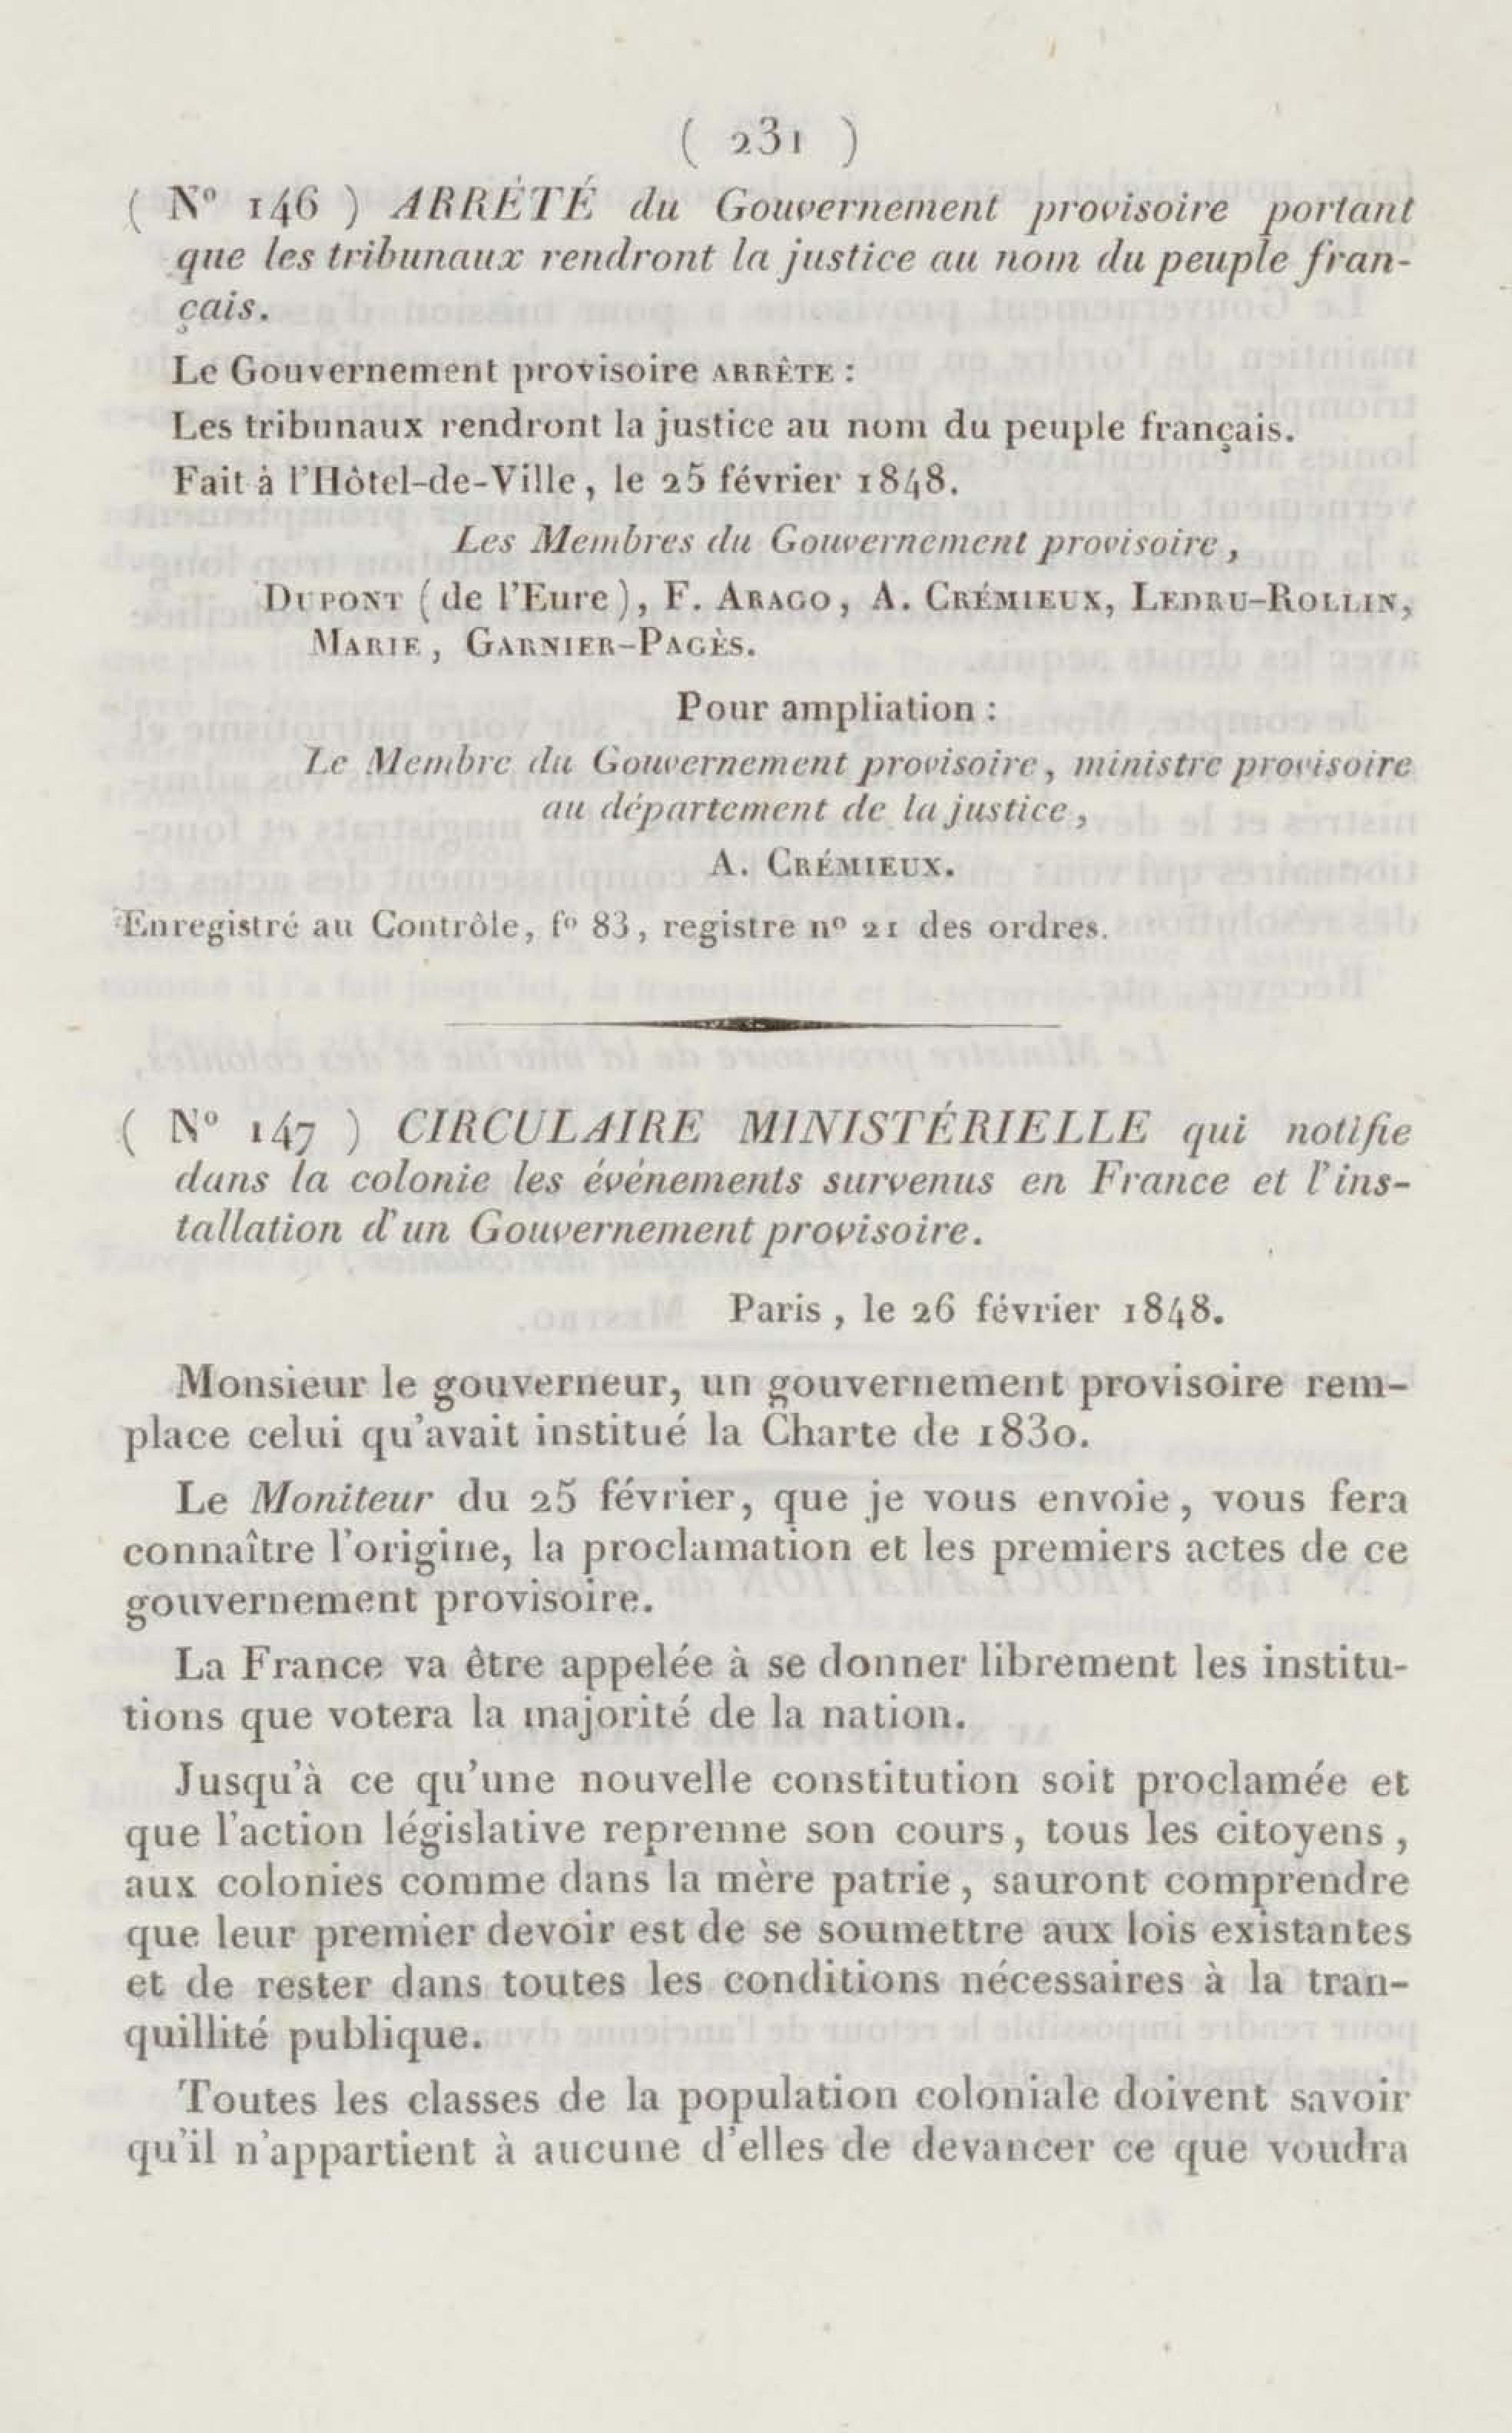 ( 231 )
( Nº 146 ) ARRÊTÉ du Gouvernement provisoire portant
que les tribunaux rendront la justice au nom du peuple fran-
çais.
Le Gouvernement provisoire ARRÊTE :
Les tribunaux rendront la justice au nom du peuple français.
Fait à l'Hôtel-de-Ville, le 25 février 1848.
Les Membres du Gouvernement provisoire,
DUPONT (de l'Eure), F. ARAGO, A. CRÉMIEUX, LEDRU-ROLLIN,
MARIE, GARNIER-PAGÈS.
Pour ampliation :
Le Membre du Gouvernement provisoire, ministre provisoire
au département de la justice,
A. CRÉMIEUX.
Enregistré au Contrôle, fº 83, registre nº 21 des ordres.
( Nº 147 ) CIRCULAIRE MINISTÉRIELLE qui notifie
dans la colonie les événements survenus en France et l'ins-
tallation d'un Gouvernement provisoire.
Paris, le 26 février 1848.
Monsieur le gouverneur, un gouvernement provisoire rem-
place celui qu'avait institué la Charte de 1830.
Le Moniteur du 25 février, que je vous envoie, vous fera
connaître l'origine, la proclamation et les premiers actes de ce
gouvernement provisoire.
La France va être appelée à se donner librement les institu-
tions que votera la majorité de la nation.
Jusqu'à ce qu'une nouvelle constitution soit proclamée et
que l'action législative reprenne son cours, tous les citoyens,
aux colonies comme dans la mère patrie, sauront comprendre
que leur premier devoir est de se soumettre aux lois existantes
et de rester dans toutes les conditions nécessaires à la tran-
quillité publique.
Toutes les classes de la population coloniale doivent savoir
qu'il n'appartient à aucune d'elles de devancer ce que voudra